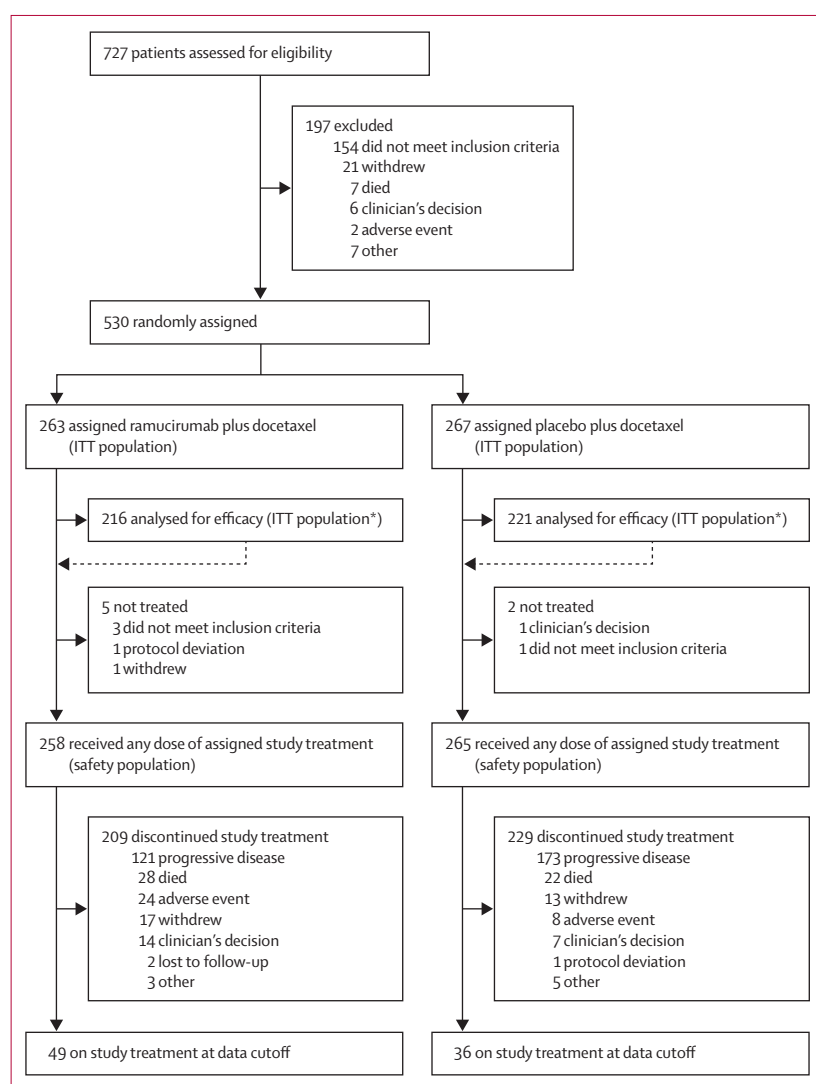 727 patients assessed for eligibility
197 excluded
154 did not meet inclusion criteria
21 withdrew
7 died
6 clinician’s decision
2 adverse event
7 other
530 randomly assigned
263 assigned ramucirumab plus docetaxel
(ITT population)
267 assigned placebo plus docetaxel
(ITT population)
216 analysed for efficacy (ITT population*)
221 analysed for efficacy (ITT population*)
5 not treated
3 did not meet inclusion criteria
1 protocol deviation
1 withdrew
2 not treated
1 clinician’s decision
1 did not meet inclusion criteria
258 received any dose of assigned study treatment
(safety population)
265 received any dose of assigned study treatment
(safety population)
209 discontinued study treatment
121 progressive disease
28 died
24 adverse event
17 withdrew
14 clinician’s decision
2 lost to follow-up
3 other
229 discontinued study treatment
173 progressive disease
22 died
13 withdrew
8 adverse event
7 clinician’s decision
1 protocol deviation
5 other
49 on study treatment at data cutoff
36 on study treatment at data cutoff